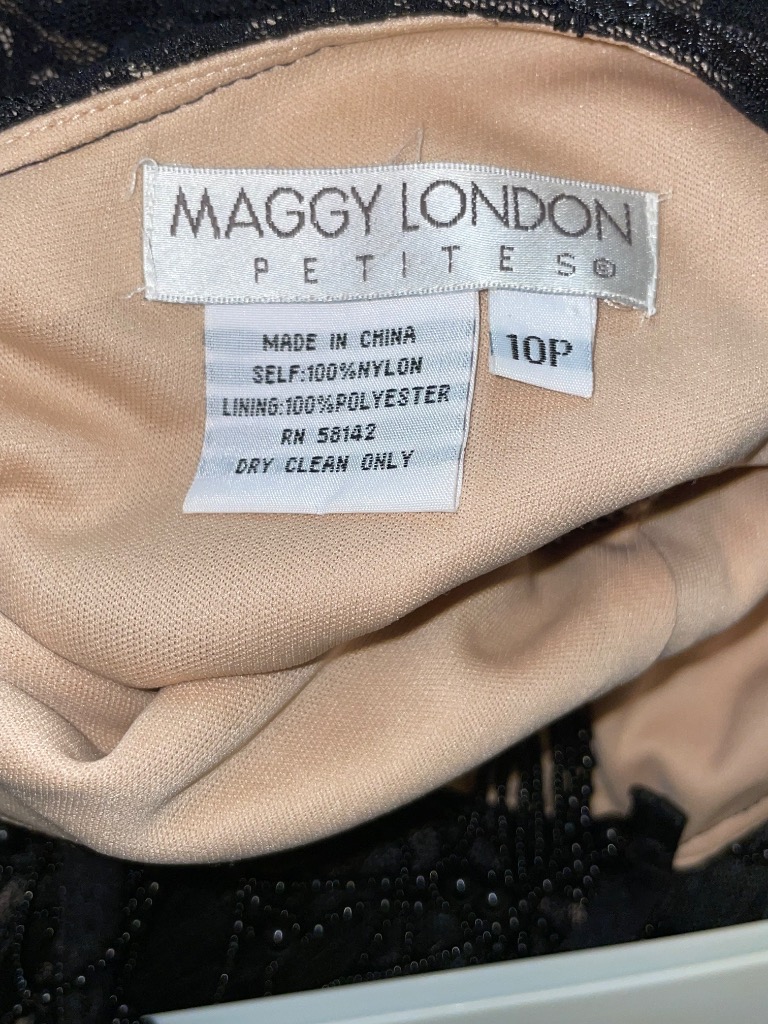 MAGGY LONDON
PETITES®
10P
MADE IN CHINA
SELF:100%NYLON
LINING:100%POLYESTER
RN 58142
DRY CLEAN ONLY